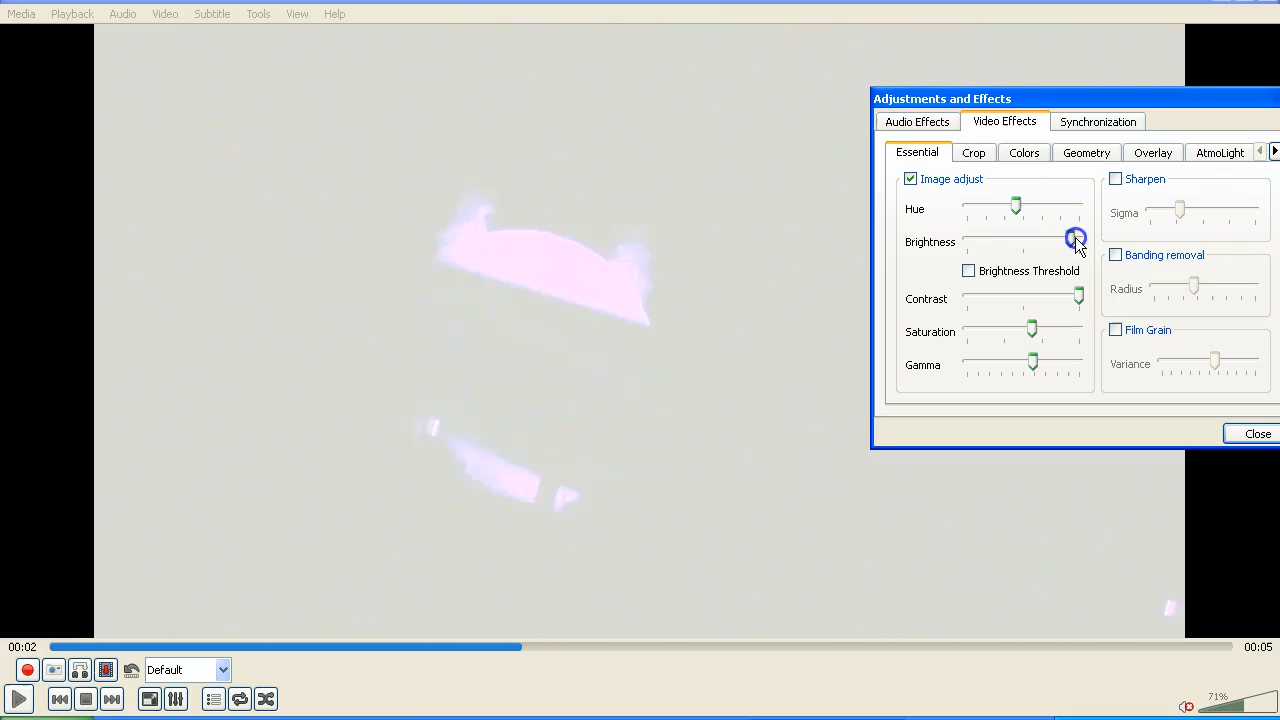 Media Playback Audio Video Subtitle Tools View Help
Adjustments and Effects
Audio Effects Video Effects Synchronization
Essential Crop Colors Geometry Overlay AtmoLight
Image adjust Sharpen
Hue Sigma
Brightness Banding removal
Brightness Threshold
Contrast Radius
Saturation Film Grain
Gamma Variance
Close
00:02 00:05
Default
71%